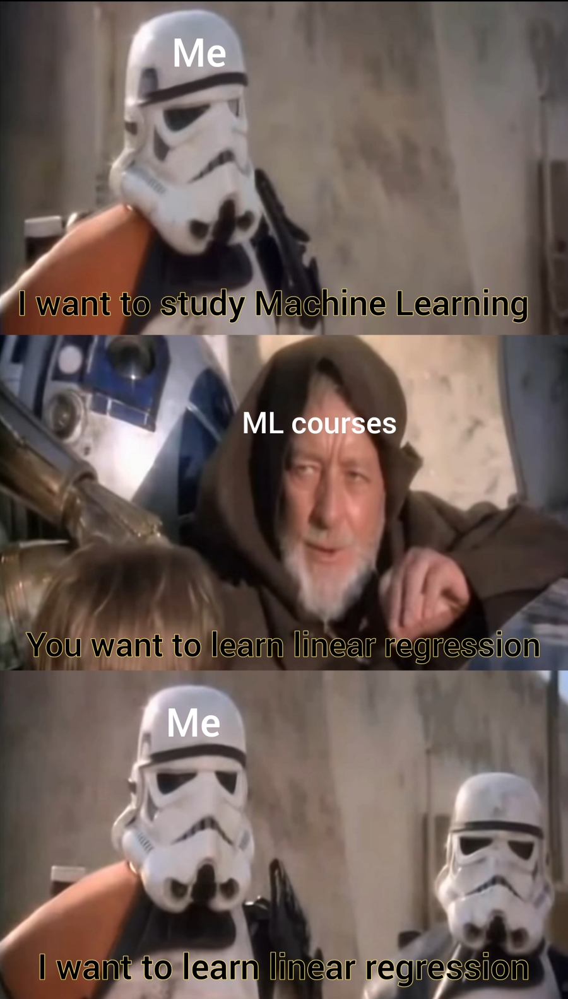 Me
I want to study Machine Learning
ML courses
You want to learn linear regression
Me
I want to learn linear regression